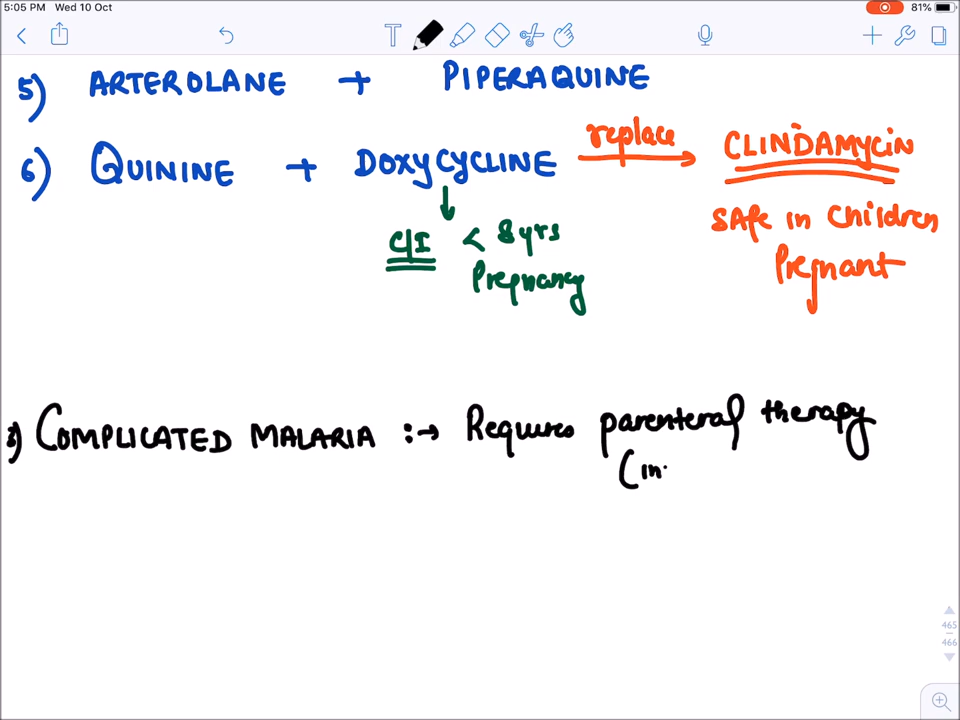 5:05 PM Wed 10 Oct 81%
T
5) ARTEROLANE + PIPERAQUINE
6) QUININE + DOXYCYCLINE replace CLINDAMYCIN
C/I < 8 yrs
Pregnancy
SAfe in Children
Pregnant
COMPLICATED MALARIA :→ Requires parenteral therapy
(in
465
466